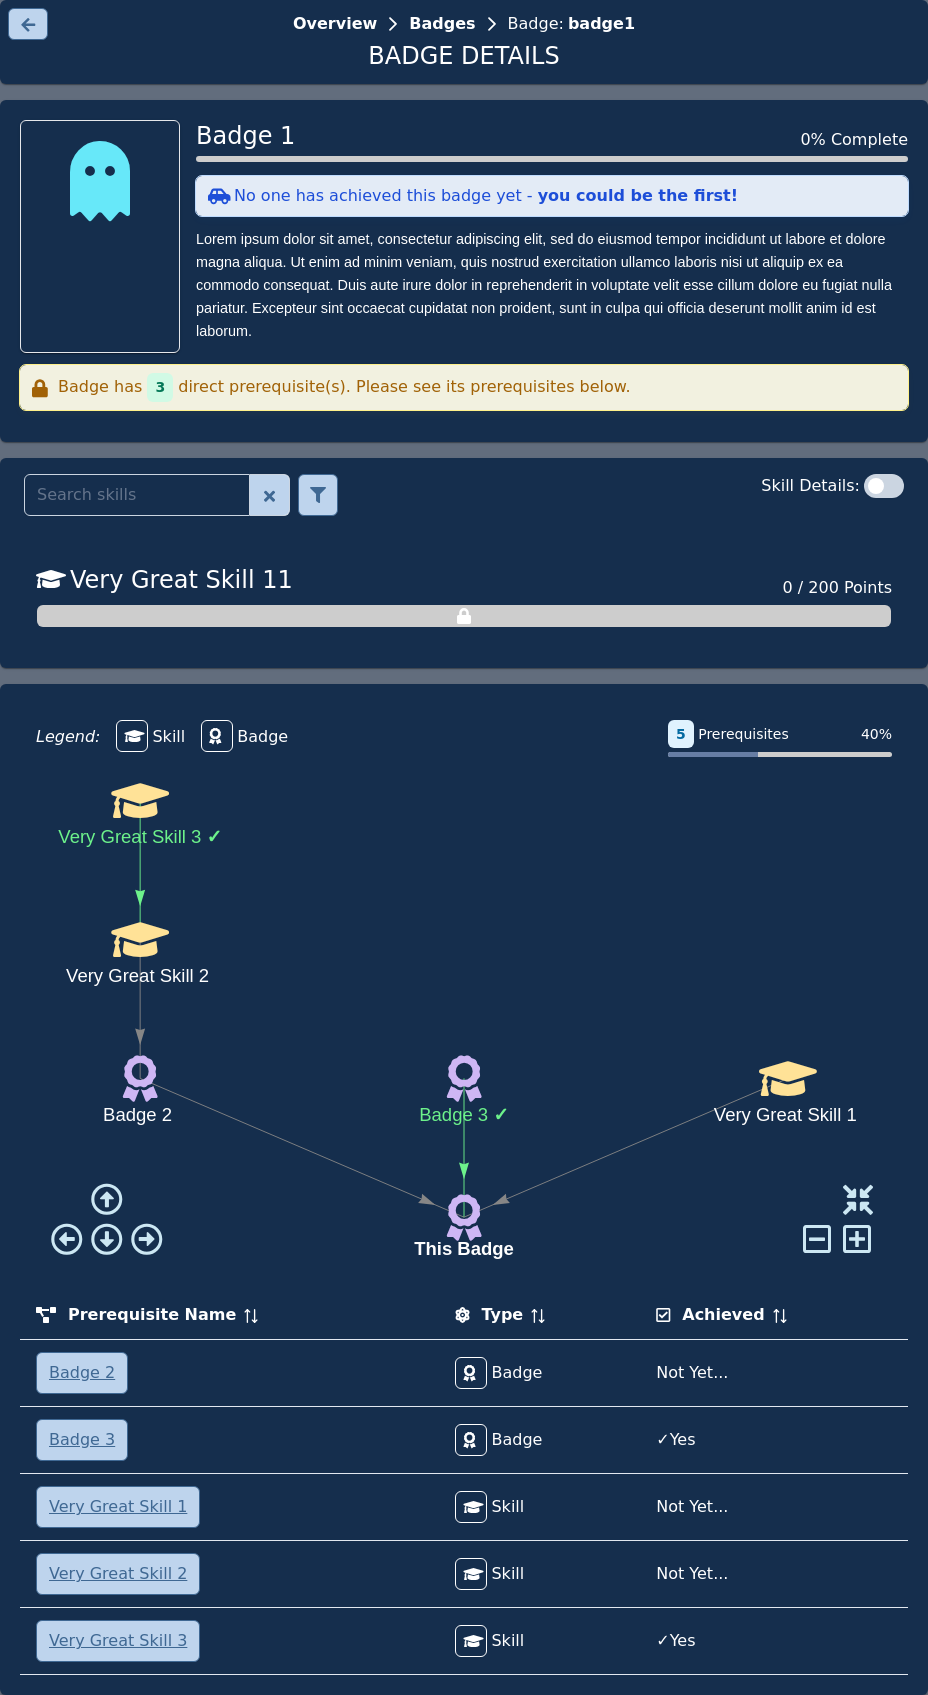 Overview > Badges > Badge: badge1
BADGE DETAILS
Badge 1
0% Complete
No one has achieved this badge yet - you could be the first!
Lorem ipsum dolor sit amet, consectetur adipiscing elit, sed do eiusmod tempor incididunt ut labore et dolore
magna aliqua. Ut enim ad minim veniam, quis nostrud exercitation ullamco laboris nisi ut aliquip ex ea
commodo consequat. Duis aute irure dolor in reprehenderit in voluptate velit esse cillum dolore eu fugiat nulla
pariatur. Excepteur sint occaecat cupidatat non proident, sunt in culpa qui officia deserunt mollit anim id est
laborum.
Badge has 3 direct prerequisite(s). Please see its prerequisites below.
Search skills
Skill Details:
Very Great Skill 11
0 / 200 Points
Legend: Skill Badge
5 Prerequisites 40%
Very Great Skill 3 ✓
Very Great Skill 2
Badge 2
Badge 3 ✓
Very Great Skill 1
This Badge
Prerequisite Name Type Achieved
Badge 2 Badge Not Yet...
Badge 3 Badge ✓Yes
Very Great Skill 1 Skill Not Yet...
Very Great Skill 2 Skill Not Yet...
Very Great Skill 3 Skill ✓Yes